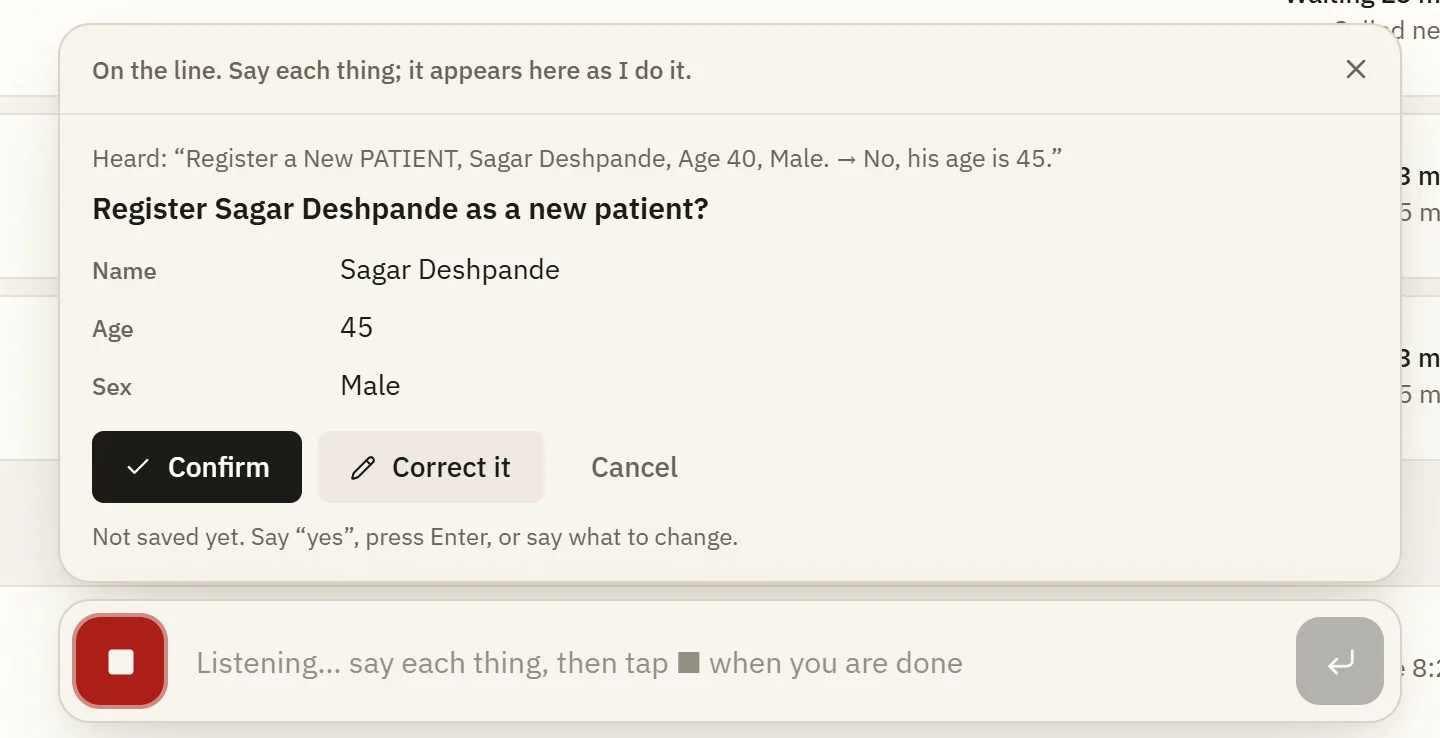 On the line. Say each thing; it appears here as I do it.
Heard: “Register a New PATIENT, Sagar Deshpande, Age 40, Male. → No, his age is 45.”
Register Sagar Deshpande as a new patient?
Name Sagar Deshpande
Age 45
Sex Male
Confirm Correct it Cancel
Not saved yet. Say “yes”, press Enter, or say what to change.
Listening... say each thing, then tap ■ when you are done